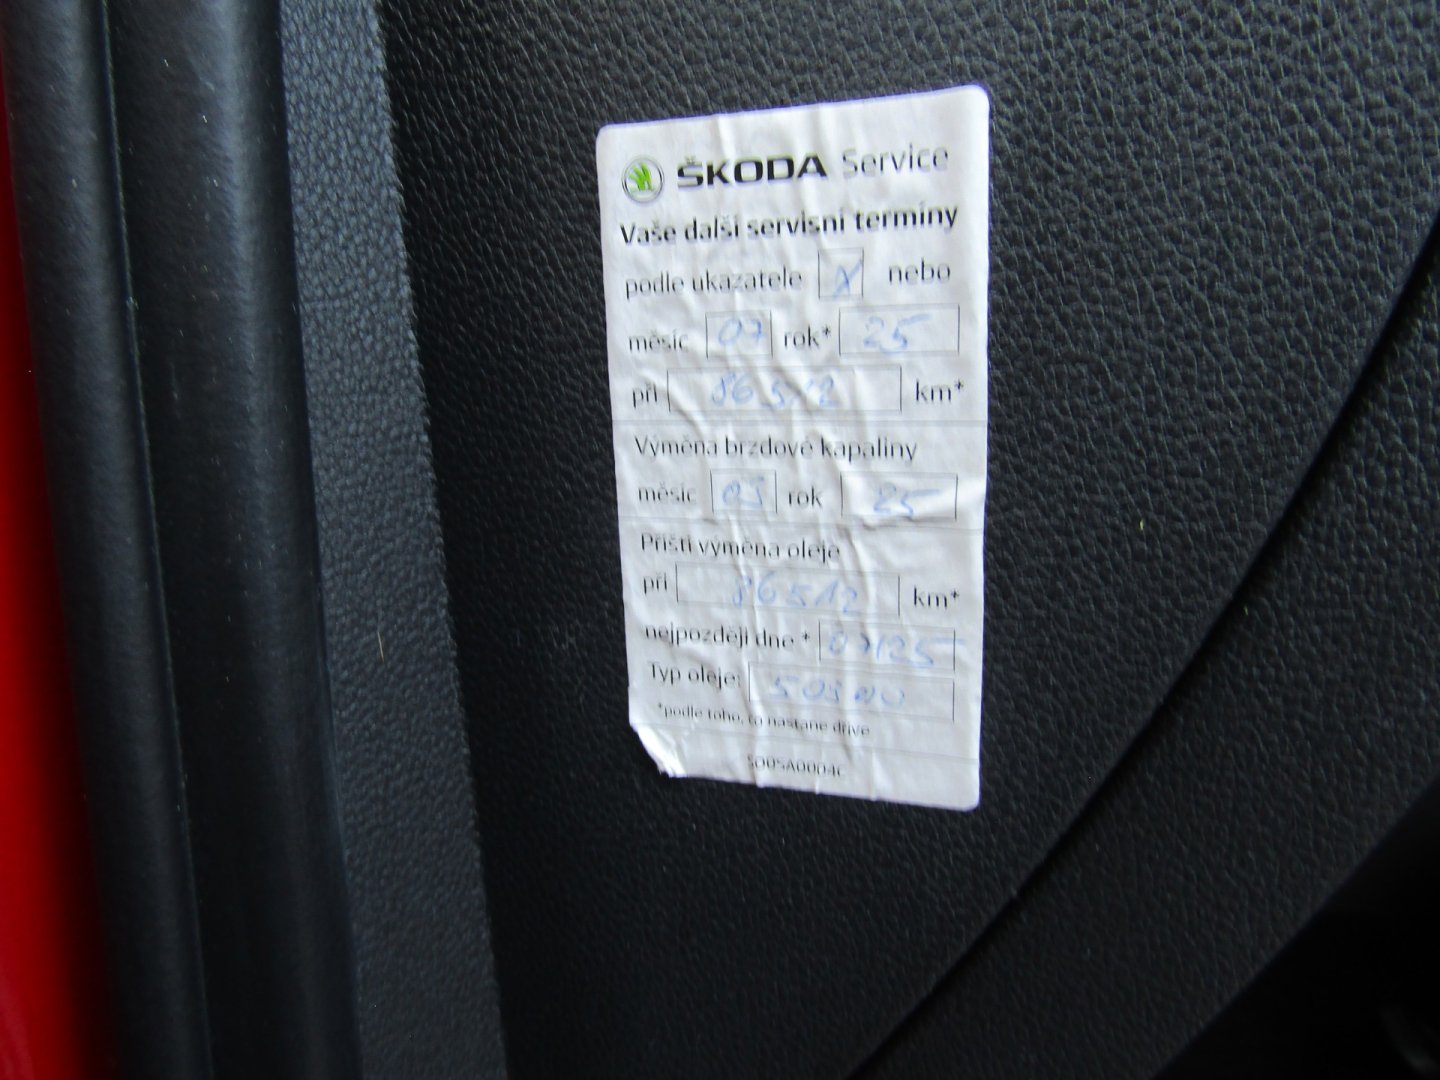 ŠKODA Service
Vaše další servisní termíny
podle ukazatele X nebo
měsíc 07 rok* 25
při 86512 km*
Výměna brzdové kapaliny
měsíc 03 rok 25
Příští výměna oleje
při 86512 km*
nejpozději dne * 07/25
Typ oleje:
*podle toho, co nastane dříve